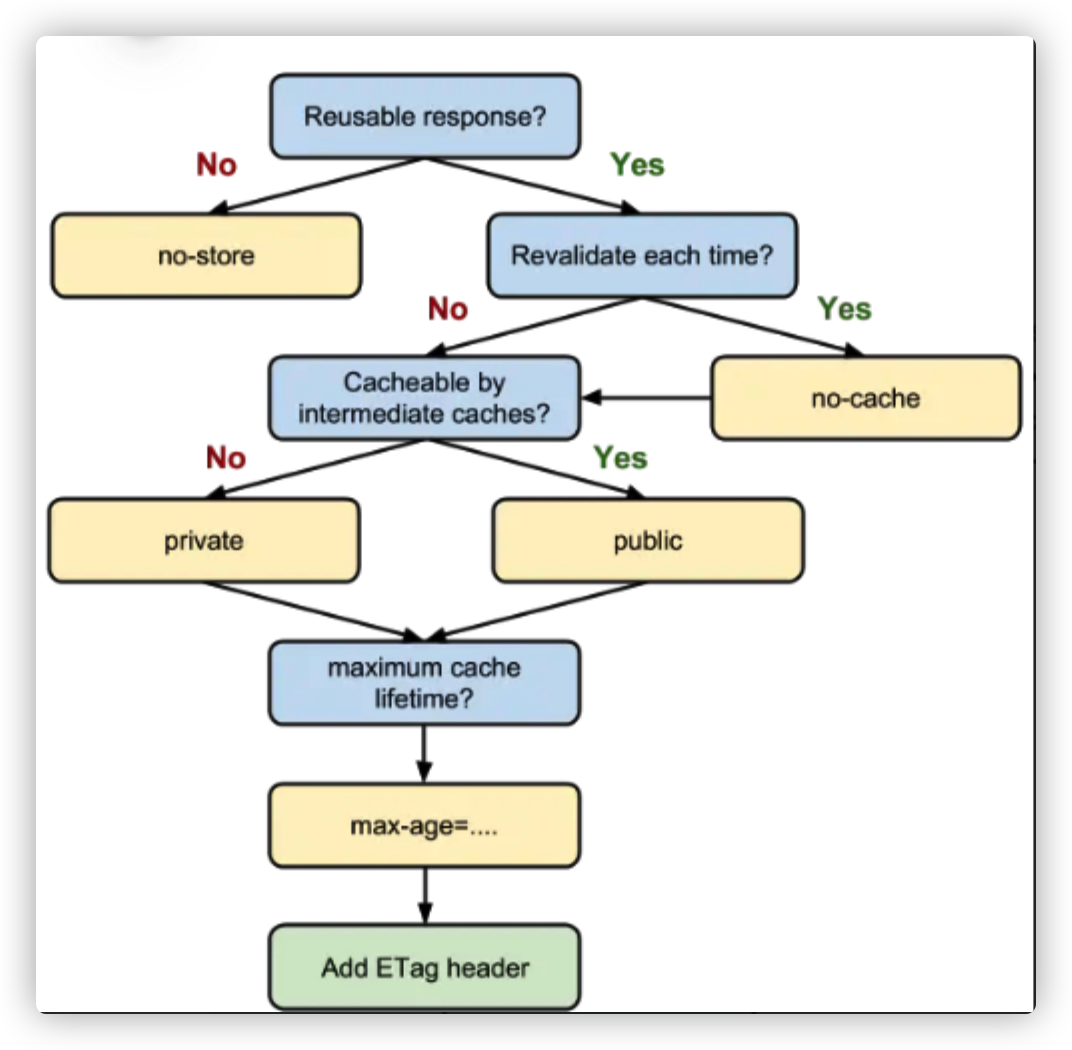 Reusable response?
No
Yes
no-store
Revalidate each time?
No
Yes
Cacheable by
intermediate caches?
no-cache
No
Yes
private
public
maximum cache
lifetime?
max-age=....
Add ETag header